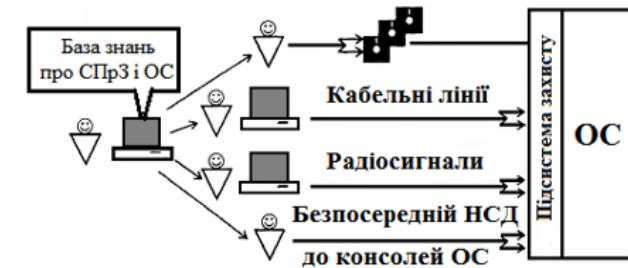 База знань
про СПрЗ і ОС
Кабельні лінії
Радіосигнали
Безпосередній НСД
до консолей ОС
Підсистема захисту
ОС